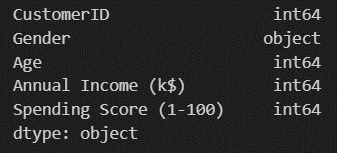 CustomerID int64
Gender object
Age int64
Annual Income (k$) int64
Spending Score (1-100) int64
dtype: object